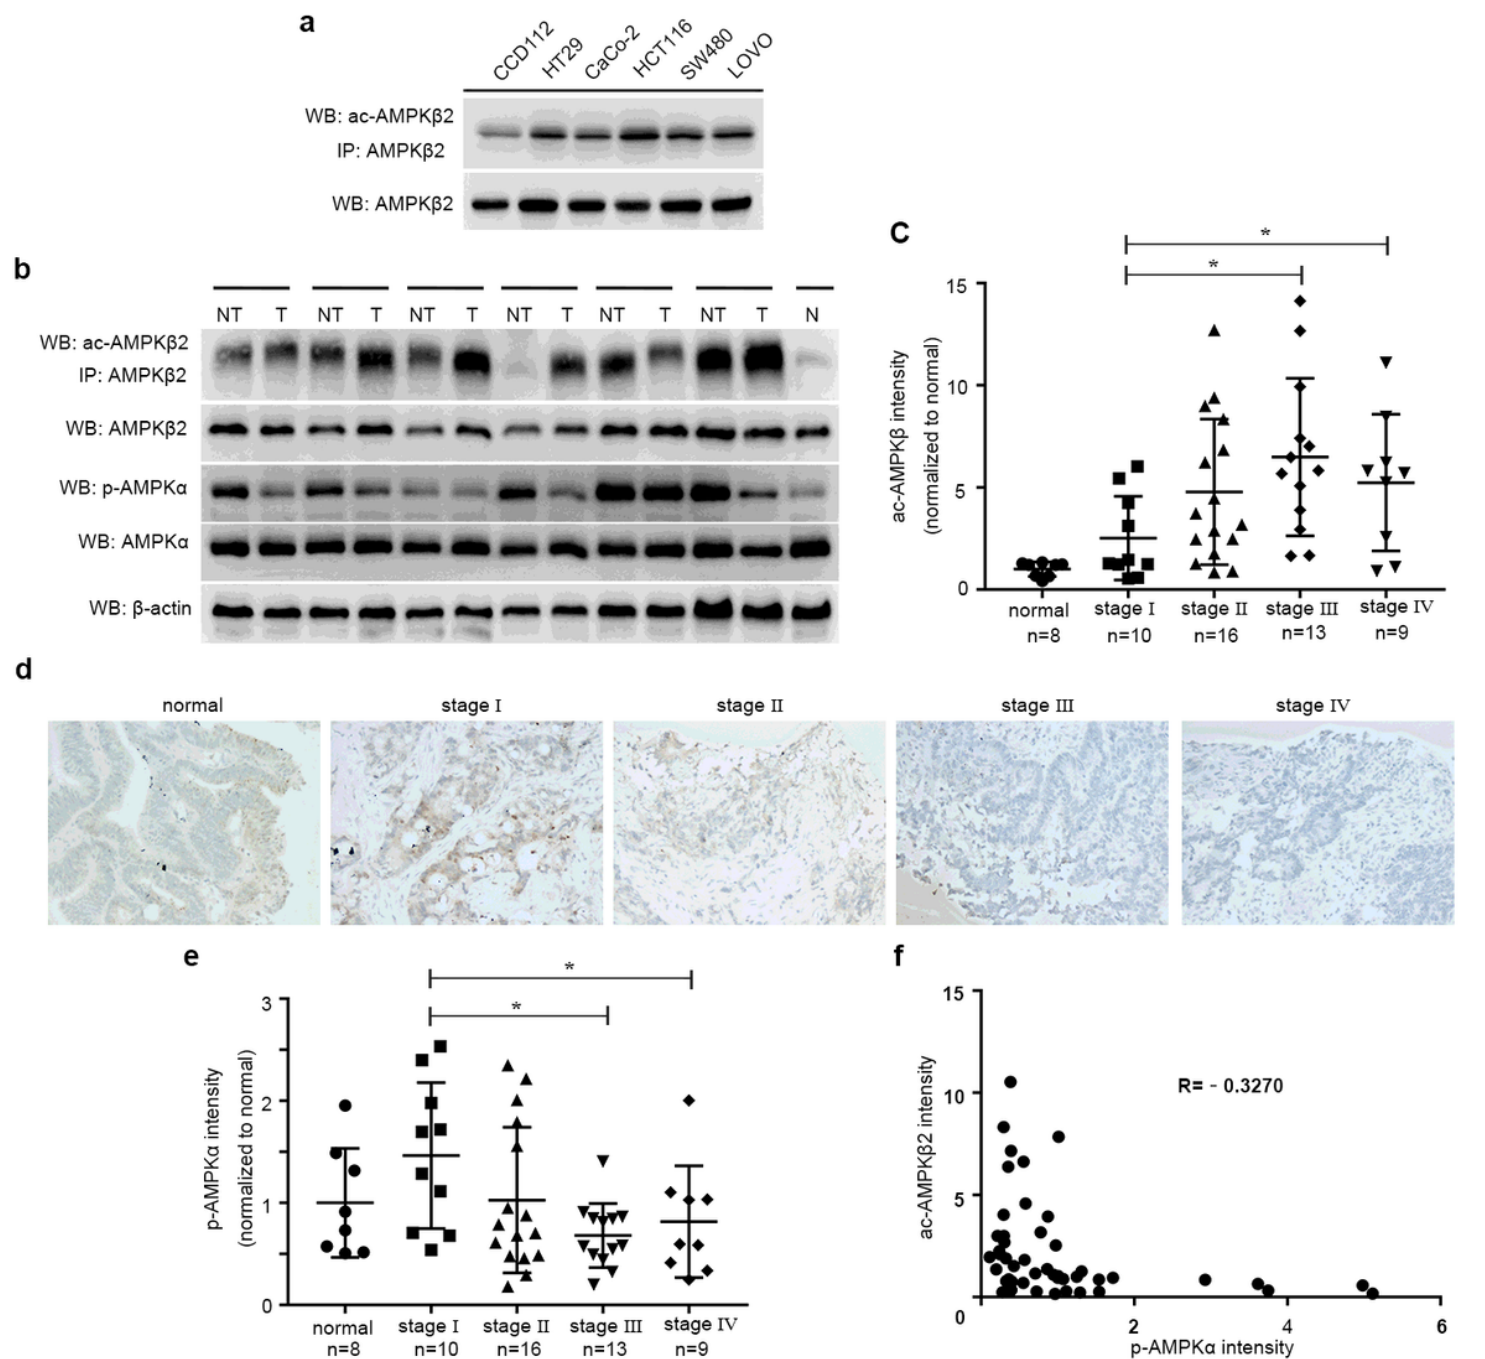 a
CCD112 HT29 CaCo-2 HCT116 SW480 LOVO
WB: ac-AMPKβ2
IP: AMPKβ2
WB: AMPKβ2
b
NT T NT T NT T NT T NT T NT T N
WB: ac-AMPKβ2
IP: AMPKβ2
WB: AMPKβ2
WB: p-AMPKα
WB: AMPKα
WB: β-actin
c
*
*
ac-AMPKβ intensity
(normalized to normal)
15
10
5
0
normal stage I stage II stage III stage IV
n=8 n=10 n=16 n=13 n=9
d
normal stage I stage II stage III stage IV
e
*
*
p-AMPKα intensity
(normalized to normal)
3
2
1
0
normal stage I stage II stage III stage IV
n=8 n=10 n=16 n=13 n=9
f
ac-AMPKβ2 intensity
15
10
5
0
R= - 0.3270
2 4 6
p-AMPKα intensity